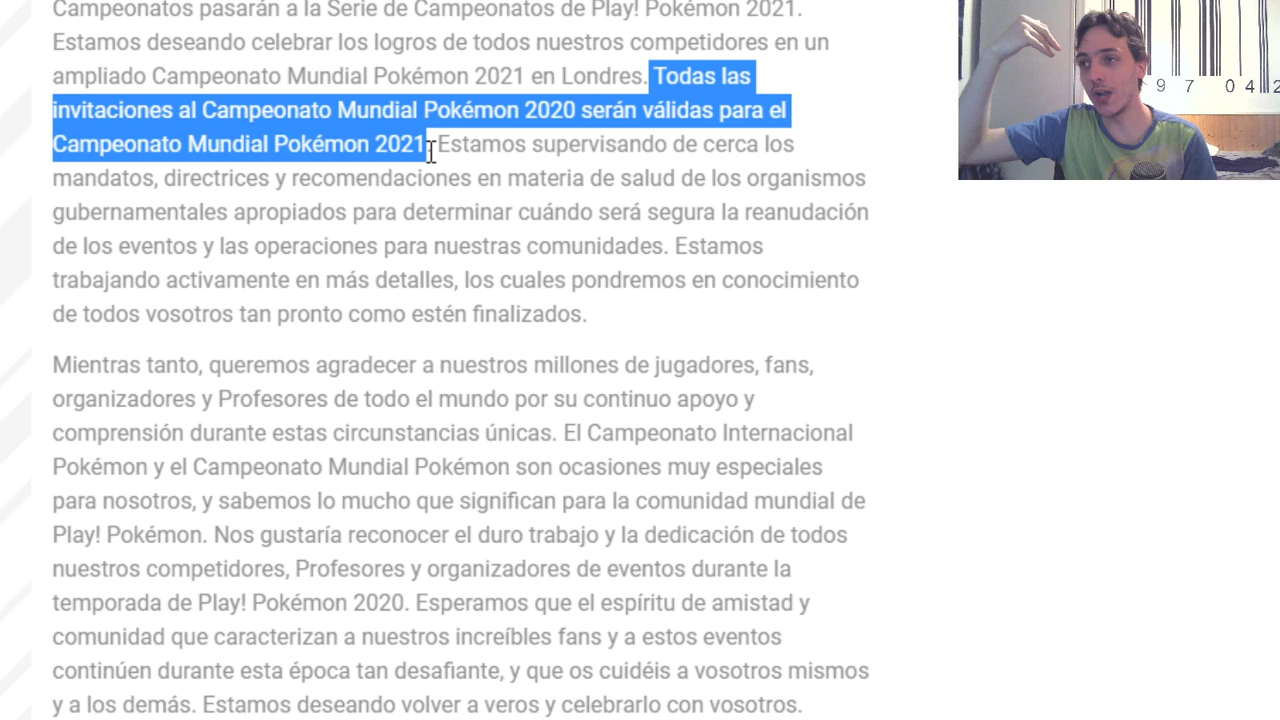 Campeonatos pasarán a la Serie de Campeonatos de Play! Pokémon 2021.
Estamos deseando celebrar los logros de todos nuestros competidores en un
ampliado Campeonato Mundial Pokémon 2021 en Londres. Todas las
invitaciones al Campeonato Mundial Pokémon 2020 serán válidas para el
Campeonato Mundial Pokémon 2021. Estamos supervisando de cerca los
mandatos, directrices y recomendaciones en materia de salud de los organismos
gubernamentales apropiados para determinar cuándo será segura la reanudación
de los eventos y las operaciones para nuestras comunidades. Estamos
trabajando activamente en más detalles, los cuales pondremos en conocimiento
de todos vosotros tan pronto como estén finalizados.
Mientras tanto, queremos agradecer a nuestros millones de jugadores, fans,
organizadores y Profesores de todo el mundo por su continuo apoyo y
comprensión durante estas circunstancias únicas. El Campeonato Internacional
Pokémon y el Campeonato Mundial Pokémon son ocasiones muy especiales
para nosotros, y sabemos lo mucho que significan para la comunidad mundial de
Play! Pokémon. Nos gustaría reconocer el duro trabajo y la dedicación de todos
nuestros competidores, Profesores y organizadores de eventos durante la
temporada de Play! Pokémon 2020. Esperamos que el espíritu de amistad y
comunidad que caracterizan a nuestros increíbles fans y a estos eventos
continúen durante esta época tan desafiante, y que os cuidéis a vosotros mismos
y a los demás. Estamos deseando volver a veros y celebrarlo con vosotros.
9 7 0 4 2